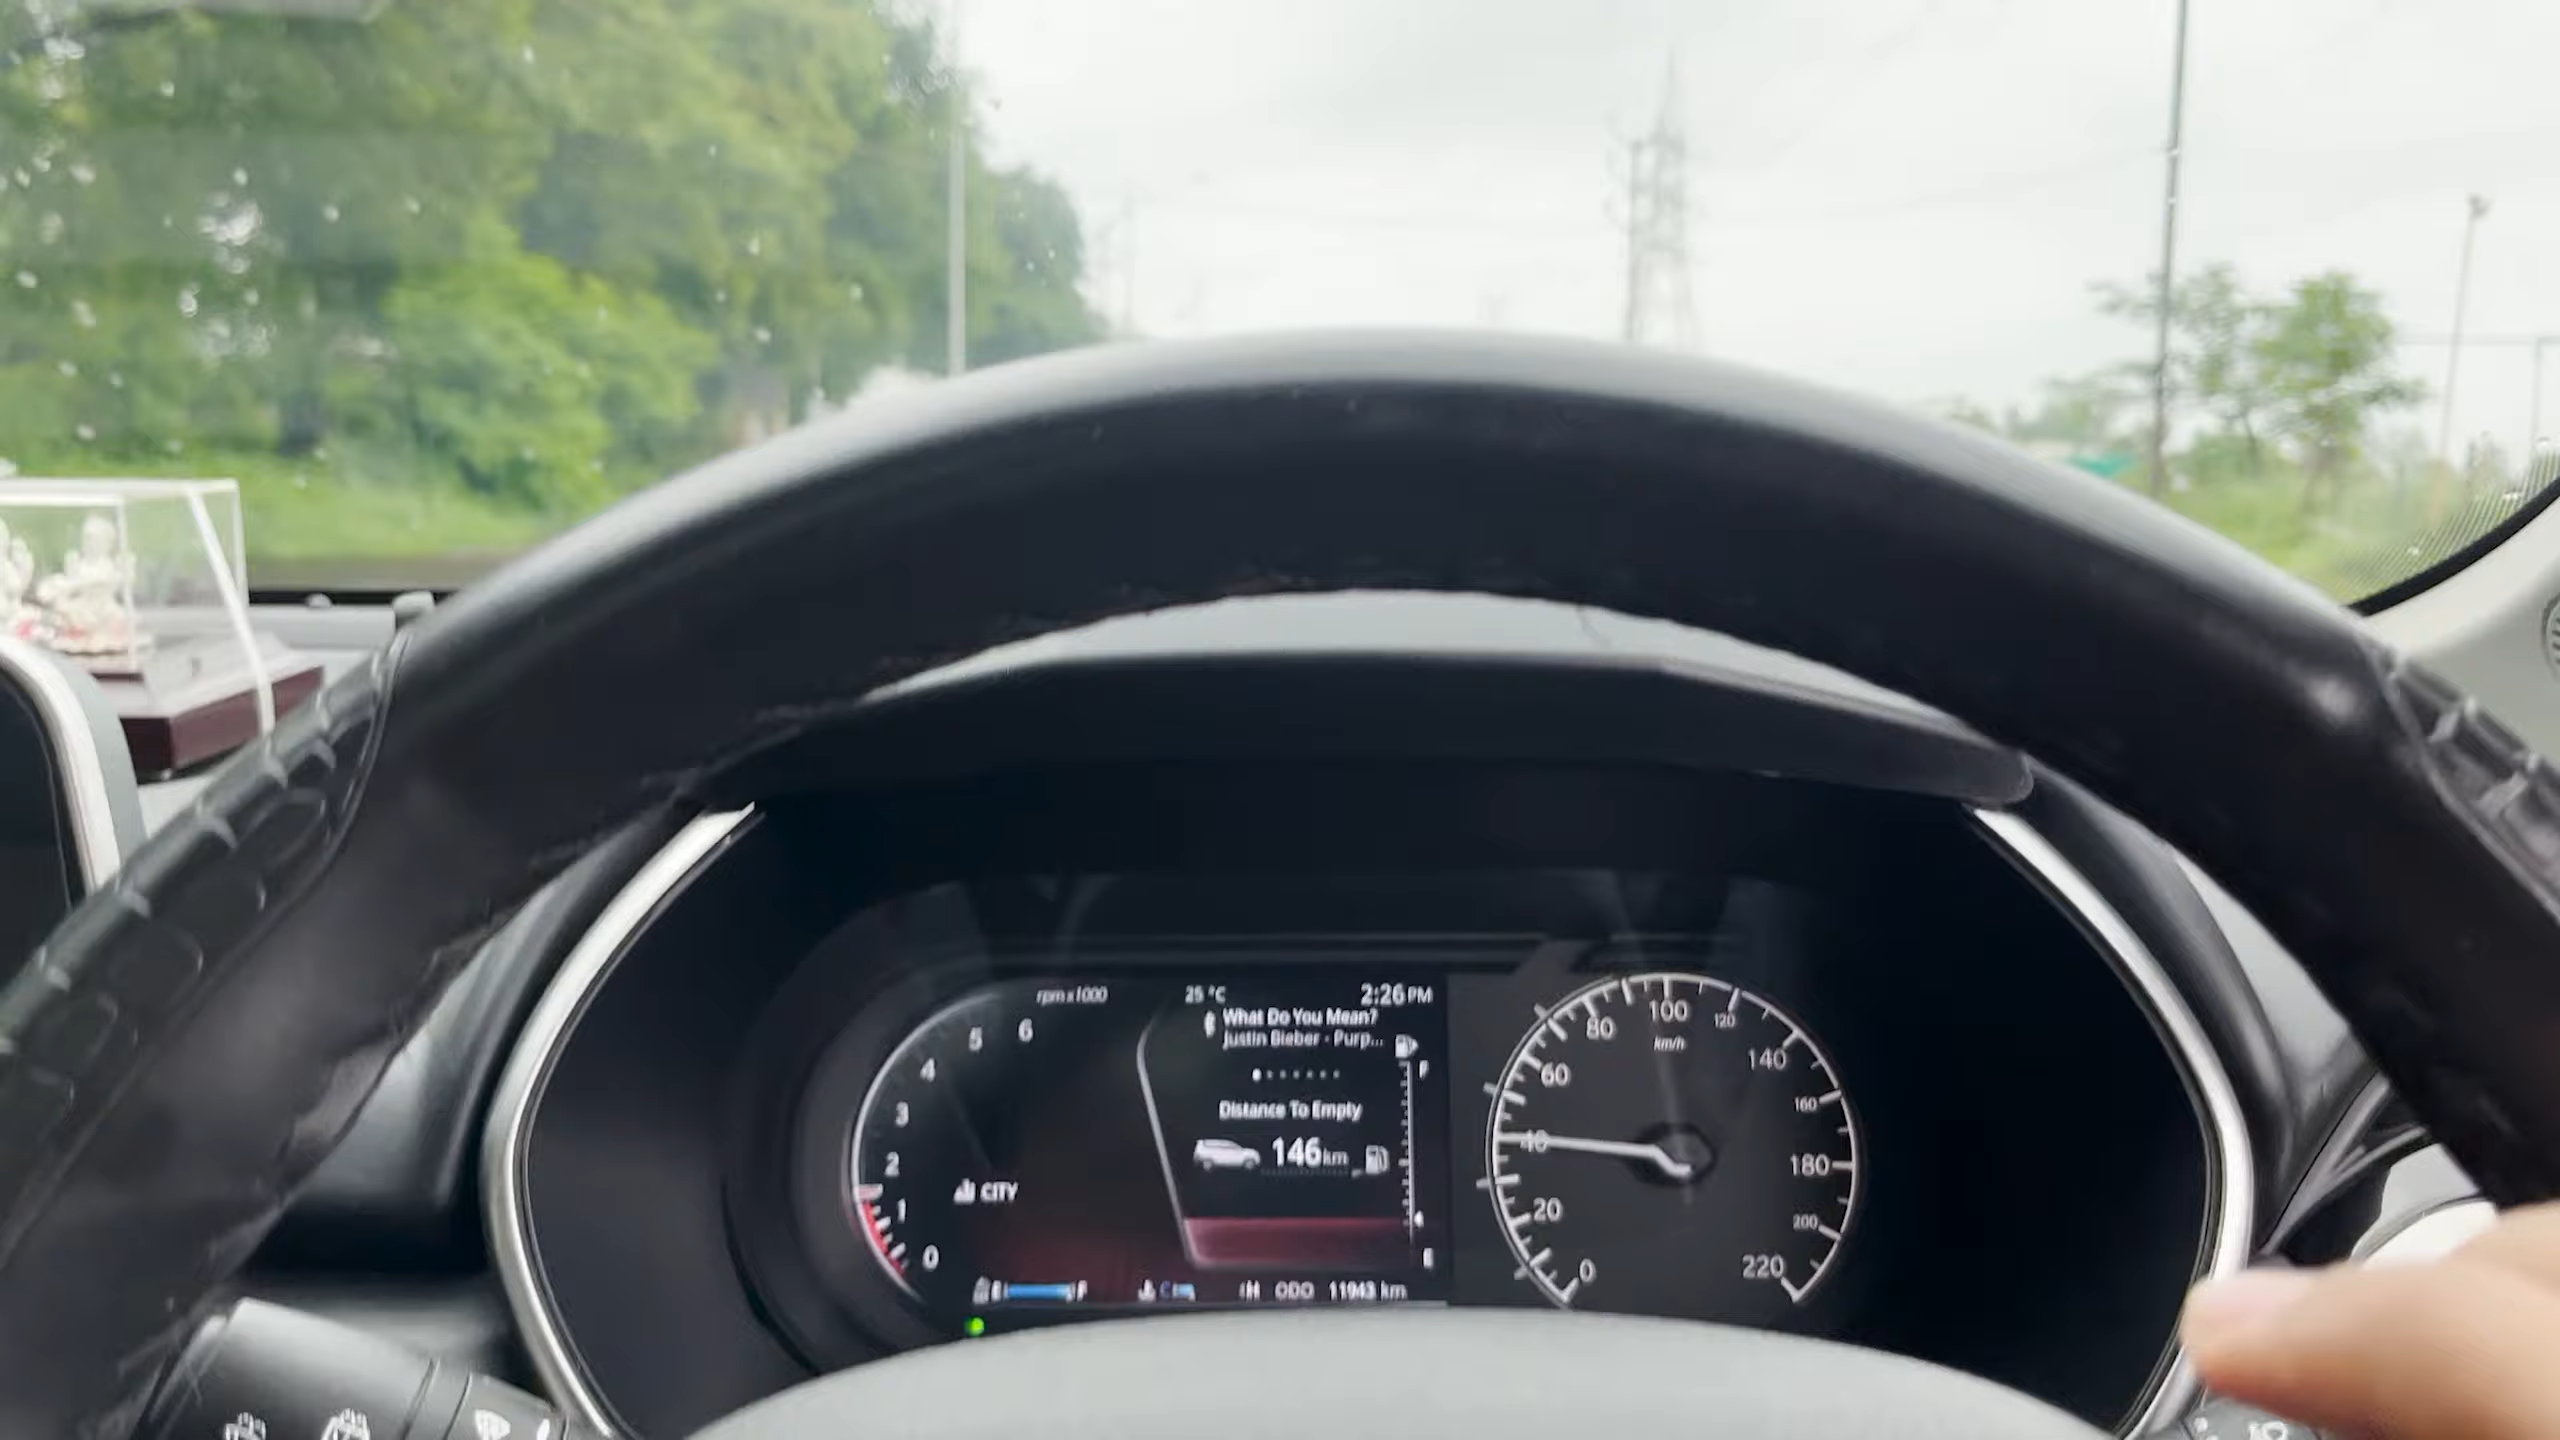 rpm x1000
25 °C
2:26 PM
What Do You Mean?
Justin Bieber - Purp...
Distance To Empty
146 km
CITY
6
5
4
3
2
1
0
F
E
E F
C
H
ODO 11943 km
0
20
40
60
80
100
120
140
160
180
200
220
km/h